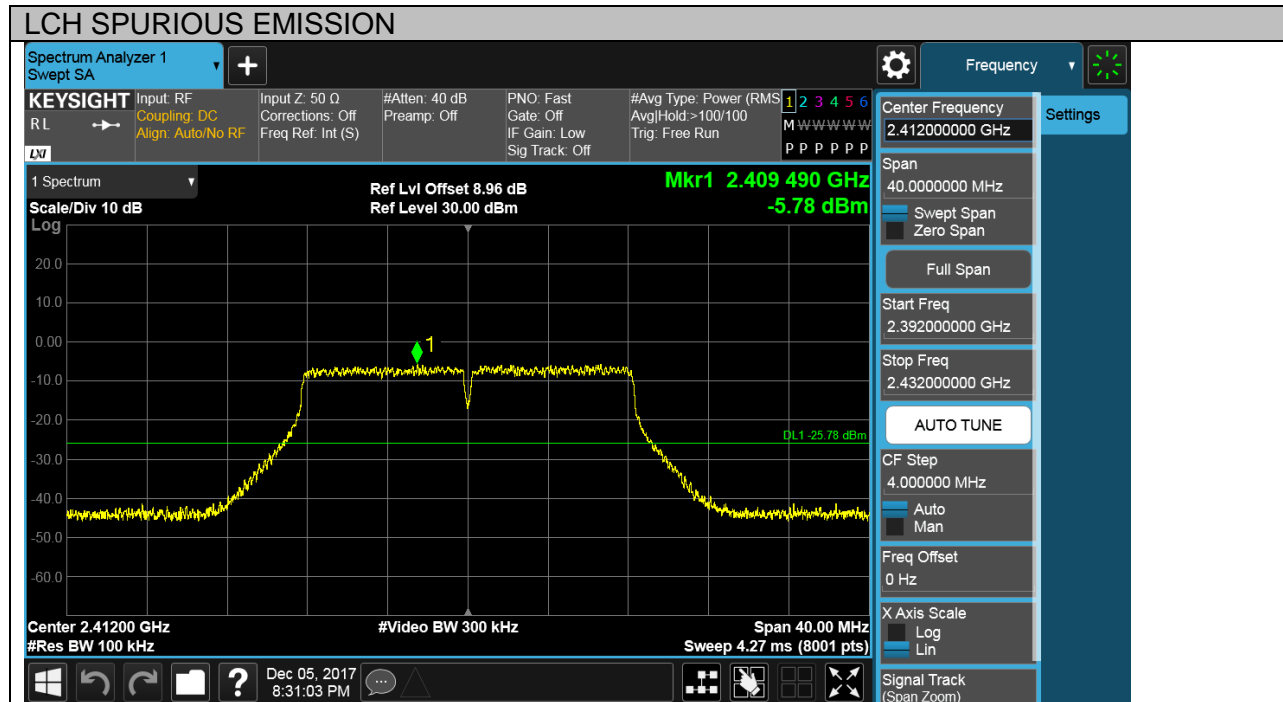 LCH SPURIOUS EMISSION
Spectrum Analyzer 1
Swept SA
Frequency
KEYSIGHT
RL
LXI
Input: RF
Coupling: DC
Align: Auto/No RF
Input Z: 50 Ω
Corrections: Off
Freq Ref: Int (S)
#Atten: 40 dB
Preamp: Off
PNO: Fast
Gate: Off
IF Gain: Low
Sig Track: Off
#Avg Type: Power (RMS
Avg|Hold:>100/100
Trig: Free Run
1 2 3 4 5 6
M W W W W W
P P P P P P
Center Frequency
2.412000000 GHz
Settings
1 Spectrum
Scale/Div 10 dB
Ref Lvl Offset 8.96 dB
Ref Level 30.00 dBm
Mkr1 2.409 490 GHz
-5.78 dBm
Log
20.0
10.0
0.00
-10.0
-20.0
-30.0
-40.0
-50.0
-60.0
1
DL1 -25.78 dBm
Center 2.41200 GHz
#Res BW 100 kHz
#Video BW 300 kHz
Span 40.00 MHz
Sweep 4.27 ms (8001 pts)
Span
40.0000000 MHz
Swept Span
Zero Span
Full Span
Start Freq
2.392000000 GHz
Stop Freq
2.432000000 GHz
AUTO TUNE
CF Step
4.000000 MHz
Auto
Man
Freq Offset
0 Hz
X Axis Scale
Log
Lin
Signal Track
(Span Zoom)
?
Dec 05, 2017
8:31:03 PM